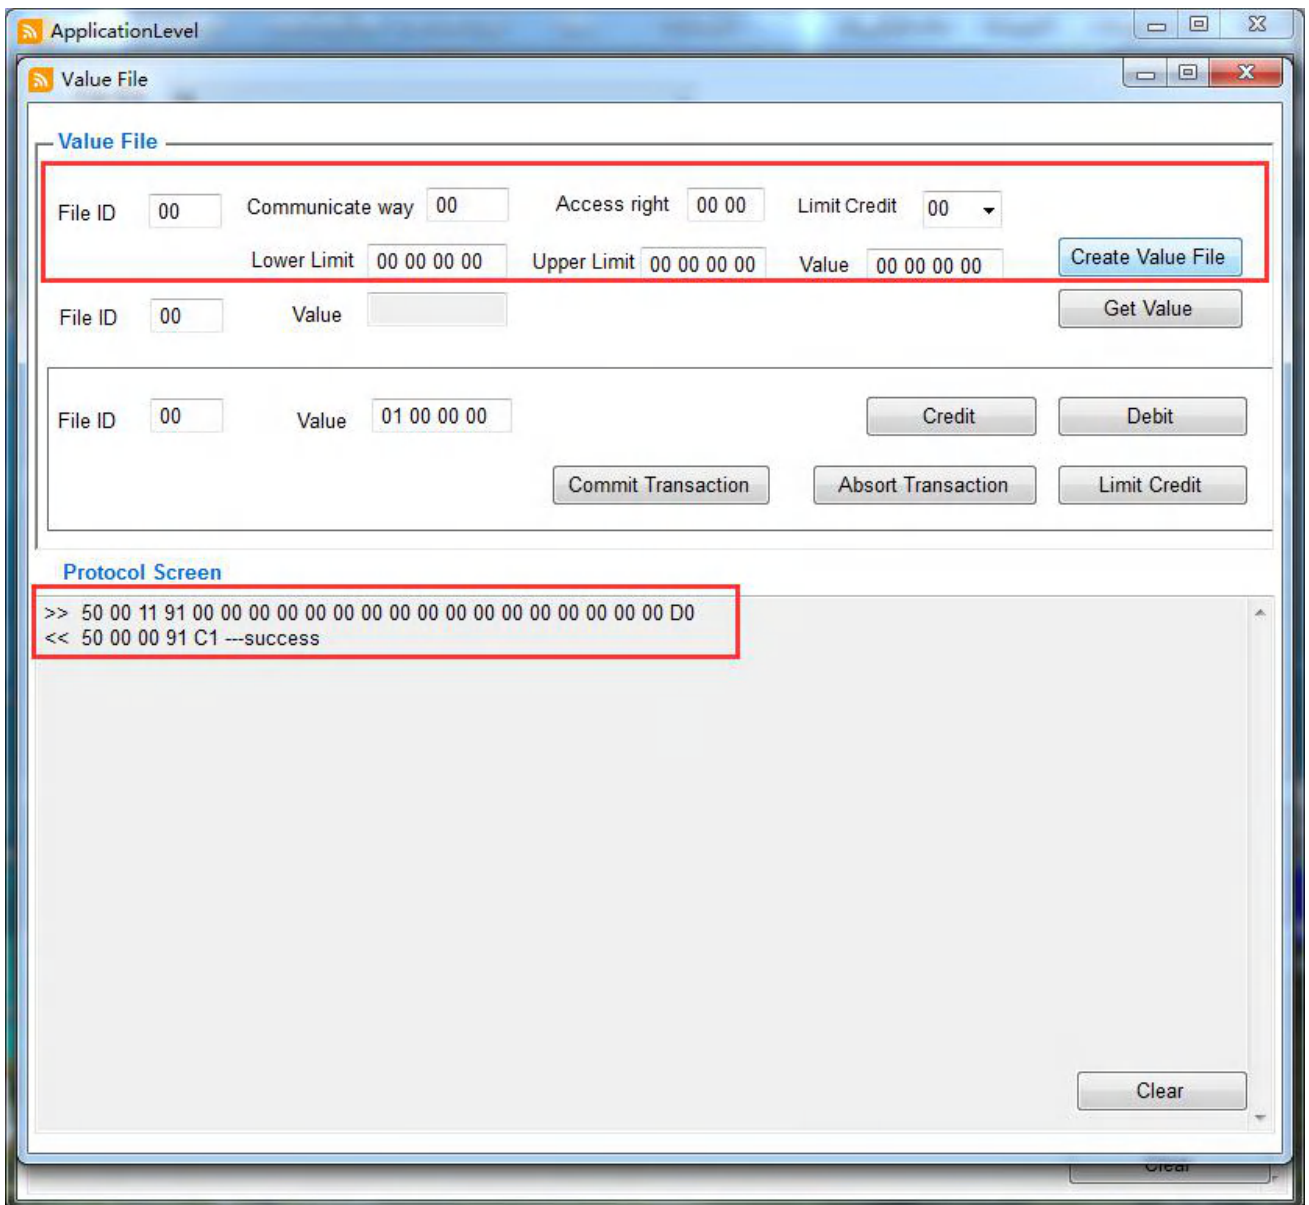 ApplicationLevel
Value File
Value File
File ID 00 Communicate way 00 Access right 00 00 Limit Credit 00
Lower Limit 00 00 00 00 Upper Limit 00 00 00 00 Value 00 00 00 00 Create Value File
File ID 00 Value Get Value
File ID 00 Value 01 00 00 00 Credit Debit
Commit Transaction Absort Transaction Limit Credit
Protocol Screen
>> 50 00 11 91 00 00 00 00 00 00 00 00 00 00 00 00 00 00 00 00 00 D0
<< 50 00 00 91 C1 ---success
Clear
Clear